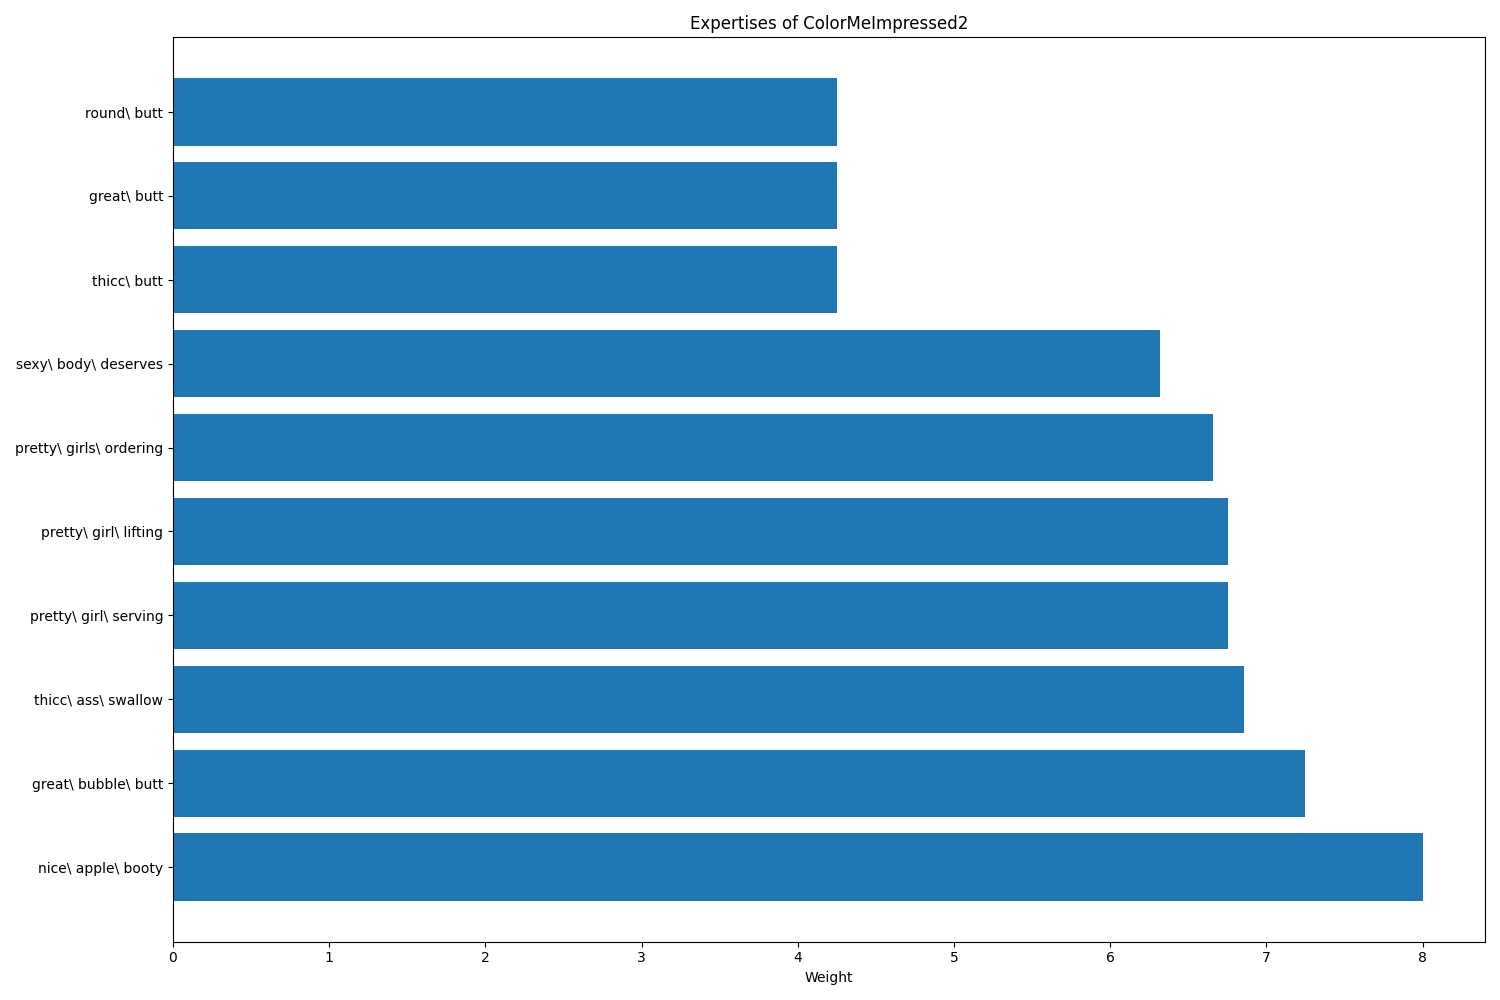 Expertises of ColorMeImpressed2
round\ butt
great\ butt
thicc\ butt
sexy\ body\ deserves
pretty\ girls\ ordering
pretty\ girl\ lifting
pretty\ girl\ serving
thicc\ ass\ swallow
great\ bubble\ butt
nice\ apple\ booty
0 1 2 3 4 5 6 7 8
Weight